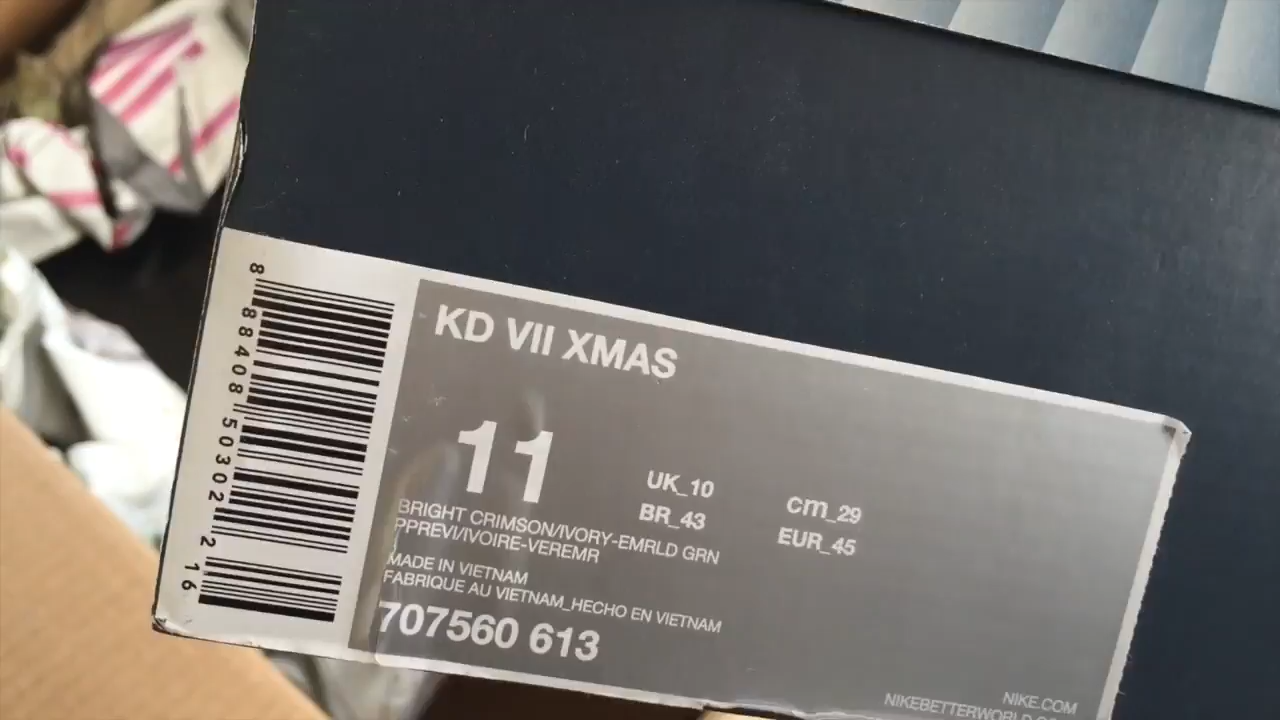 8 88408 50302 2 16
KD VII XMAS
11
UK_10 cm_29
BR_43 EUR_45
BRIGHT CRIMSON/IVORY-EMRLD GRN
PPREVI/IVOIRE-VEREMR
MADE IN VIETNAM
FABRIQUE AU VIETNAM_HECHO EN VIETNAM
707560 613
NIKE.COM